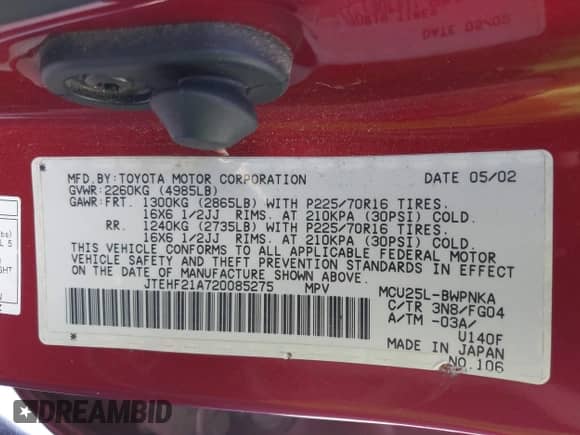 DATE 05/02
MFD.BY:TOYOTA MOTOR CORPORATION DATE 05/02
GVWR:2260KG (4985LB)
GAWR:FRT. 1300KG (2865LB) WITH P225/70R16 TIRES.
16X6 1/2JJ RIMS. AT 210KPA (30PSI) COLD.
RR. 1240KG (2735LB) WITH P225/70R16 TIRES.
16X6 1/2JJ RIMS. AT 210KPA (30PSI) COLD.
THIS VEHICLE CONFORMS TO ALL APPLICABLE FEDERAL MOTOR
VEHICLE SAFETY AND THEFT PREVENTION STANDARDS IN EFFECT
ON THE DATE OF MANUFACTURE SHOWN ABOVE.
JTEHF21A720085275 MPV MCU25L-BWPNKA
C/TR 3N8/FG04
A/TM -03A/
U140F
MADE IN JAPAN
NO.106
DREAMBID